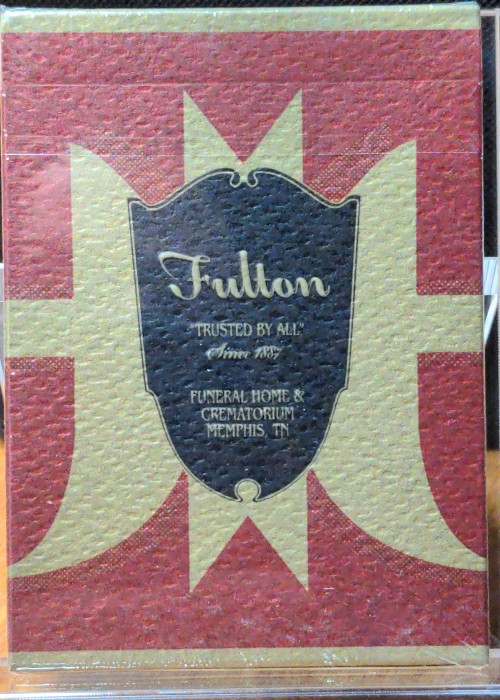 Fulton
"TRUSTED BY ALL"
Since 1887
FUNERAL HOME &
CREMATORIUM
MEMPHIS, TN